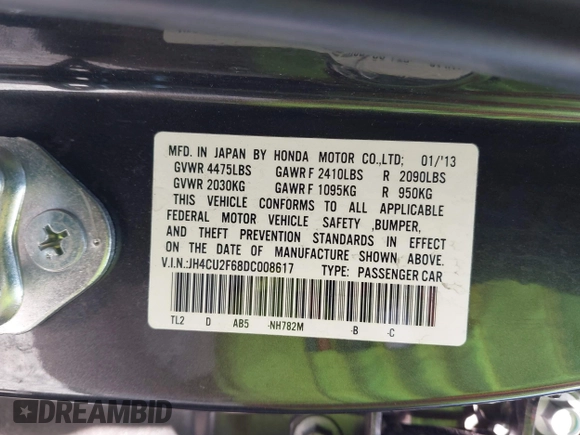 MFD. IN JAPAN BY HONDA MOTOR CO.,LTD; 01/'13
GVWR 4475LBS GAWR F 2410LBS R 2090LBS
GVWR 2030KG GAWR F 1095KG R 950KG
THIS VEHICLE CONFORMS TO ALL APPLICABLE
FEDERAL MOTOR VEHICLE SAFETY ,BUMPER,
AND THEFT PREVENTION STANDARDS IN EFFECT
ON THE DATE OF MANUFACTURE SHOWN ABOVE.
V.I.N.:JH4CU2F68DC008617 TYPE: PASSENGER CAR
TL2 D AB5 -NH782M -B -C
DREAMBID